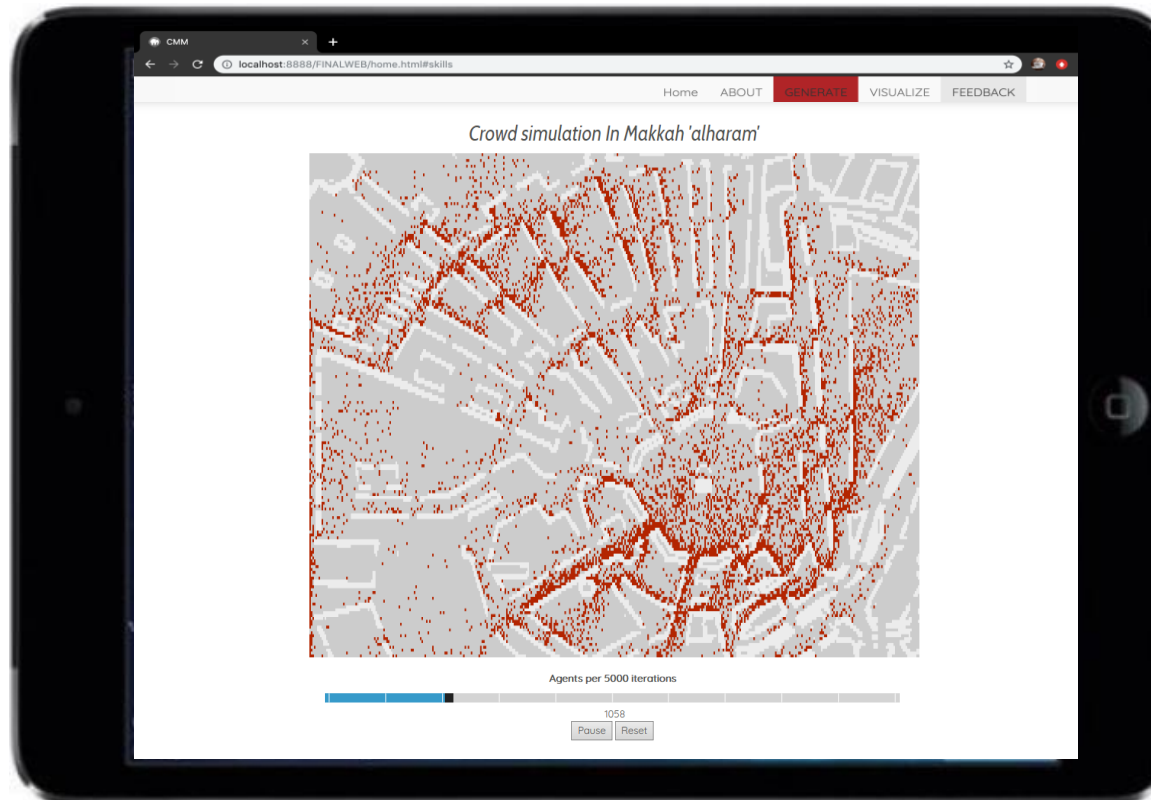 CMM
localhost:8888/FINALWEB/home.html#skills
Home ABOUT GENERATE VISUALIZE FEEDBACK
Crowd simulation In Makkah 'alharam'
Agents per 5000 iterations
1058
Pause Reset